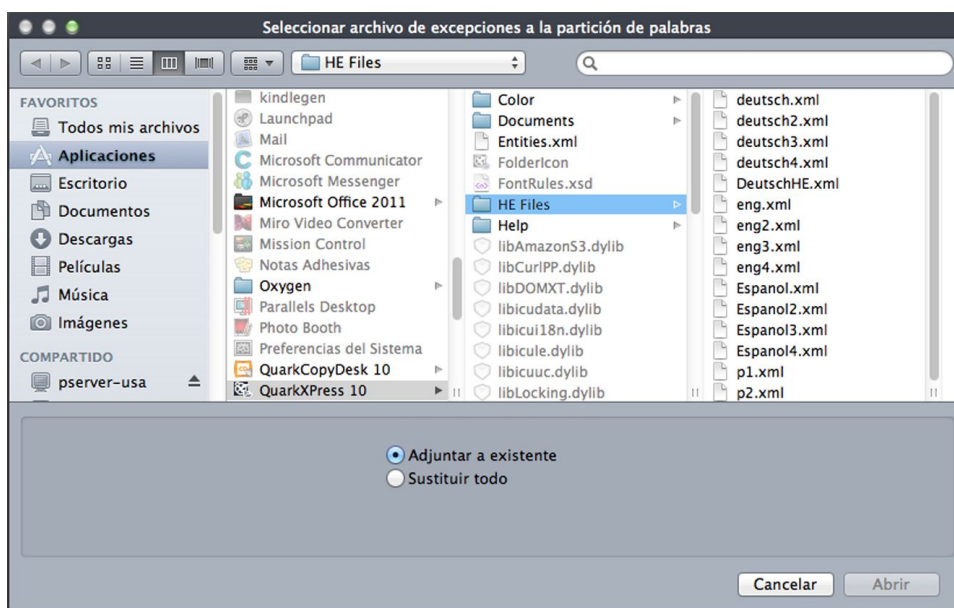 Seleccionar archivo de excepciones a la partición de palabras
HE Files
FAVORITOS
Todos mis archivos
Aplicaciones
Escritorio
Documentos
Descargas
Películas
Música
Imágenes
COMPARTIDO
pserver-usa
kindlegen
Launchpad
Mail
Microsoft Communicator
Microsoft Messenger
Microsoft Office 2011
Miro Video Converter
Mission Control
Notas Adhesivas
Oxygen
Parallels Desktop
Photo Booth
Preferencias del Sistema
QuarkCopyDesk 10
QuarkXPress 10
Color
Documents
Entities.xml
FolderIcon
FontRules.xsd
HE Files
Help
libAmazonS3.dylib
libCurlPP.dylib
libDOMXT.dylib
libicudata.dylib
libicui18n.dylib
libicule.dylib
libicuuc.dylib
libLocking.dylib
deutsch.xml
deutsch2.xml
deutsch3.xml
deutsch4.xml
DeutschHE.xml
eng.xml
eng2.xml
eng3.xml
eng4.xml
Espanol.xml
Espanol2.xml
Espanol3.xml
Espanol4.xml
p1.xml
p2.xml
Adjuntar a existente
Sustituir todo
Cancelar
Abrir